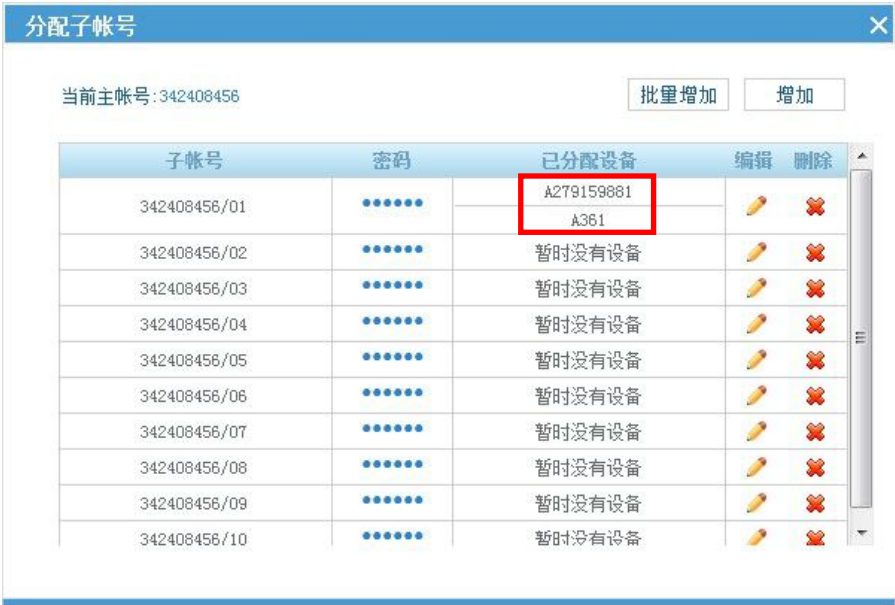 分配子帐号
当前主帐号:342408456
批量增加
增加
子帐号 密码 已分配设备 编辑 删除
342408456/01 ●●●●●● A279159881
A361
342408456/02 ●●●●●● 暂时没有设备
342408456/03 ●●●●●● 暂时没有设备
342408456/04 ●●●●●● 暂时没有设备
342408456/05 ●●●●●● 暂时没有设备
342408456/06 ●●●●●● 暂时没有设备
342408456/07 ●●●●●● 暂时没有设备
342408456/08 ●●●●●● 暂时没有设备
342408456/09 ●●●●●● 暂时没有设备
342408456/10 ●●●●●● 暂时没有设备